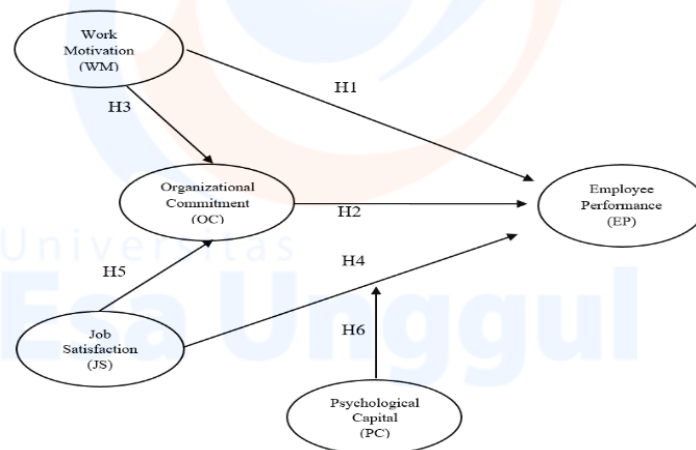 Work
Motivation
(WM)
H1
H3
Organizational
Commitment
(OC)
H2
Employee
Performance
(EP)
Universitas
Esa Unggul
H5
H4
Job
Satisfaction
(JS)
H6
Psychological
Capital
(PC)